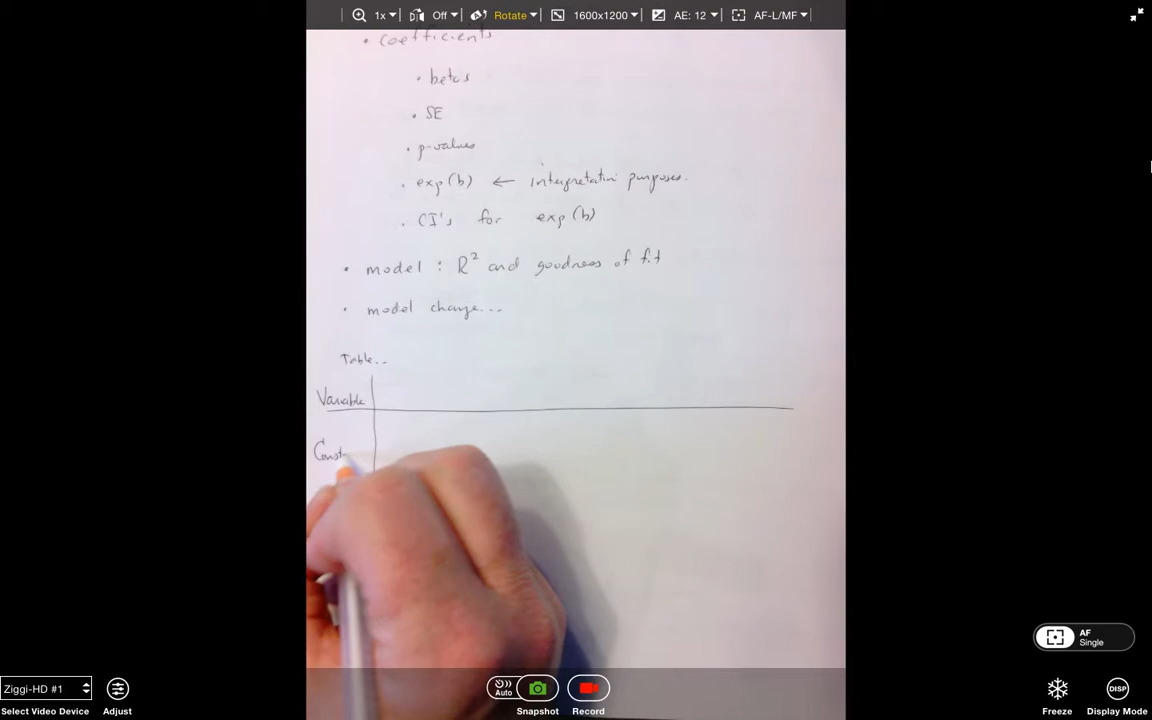 1x Off Rotate 1600x1200 AE: 12 AF-L/MF
• coefficients
• betas
• SE
• p-values
• exp(b) ← interpretatin purposes.
• CI's for exp(b)
• model : R² and goodness of fit
• model change...
Table..
Variable
Const
AF
Single
Ziggi-HD #1
Auto
Select Video Device Adjust Snapshot Record Freeze Display Mode
DISP